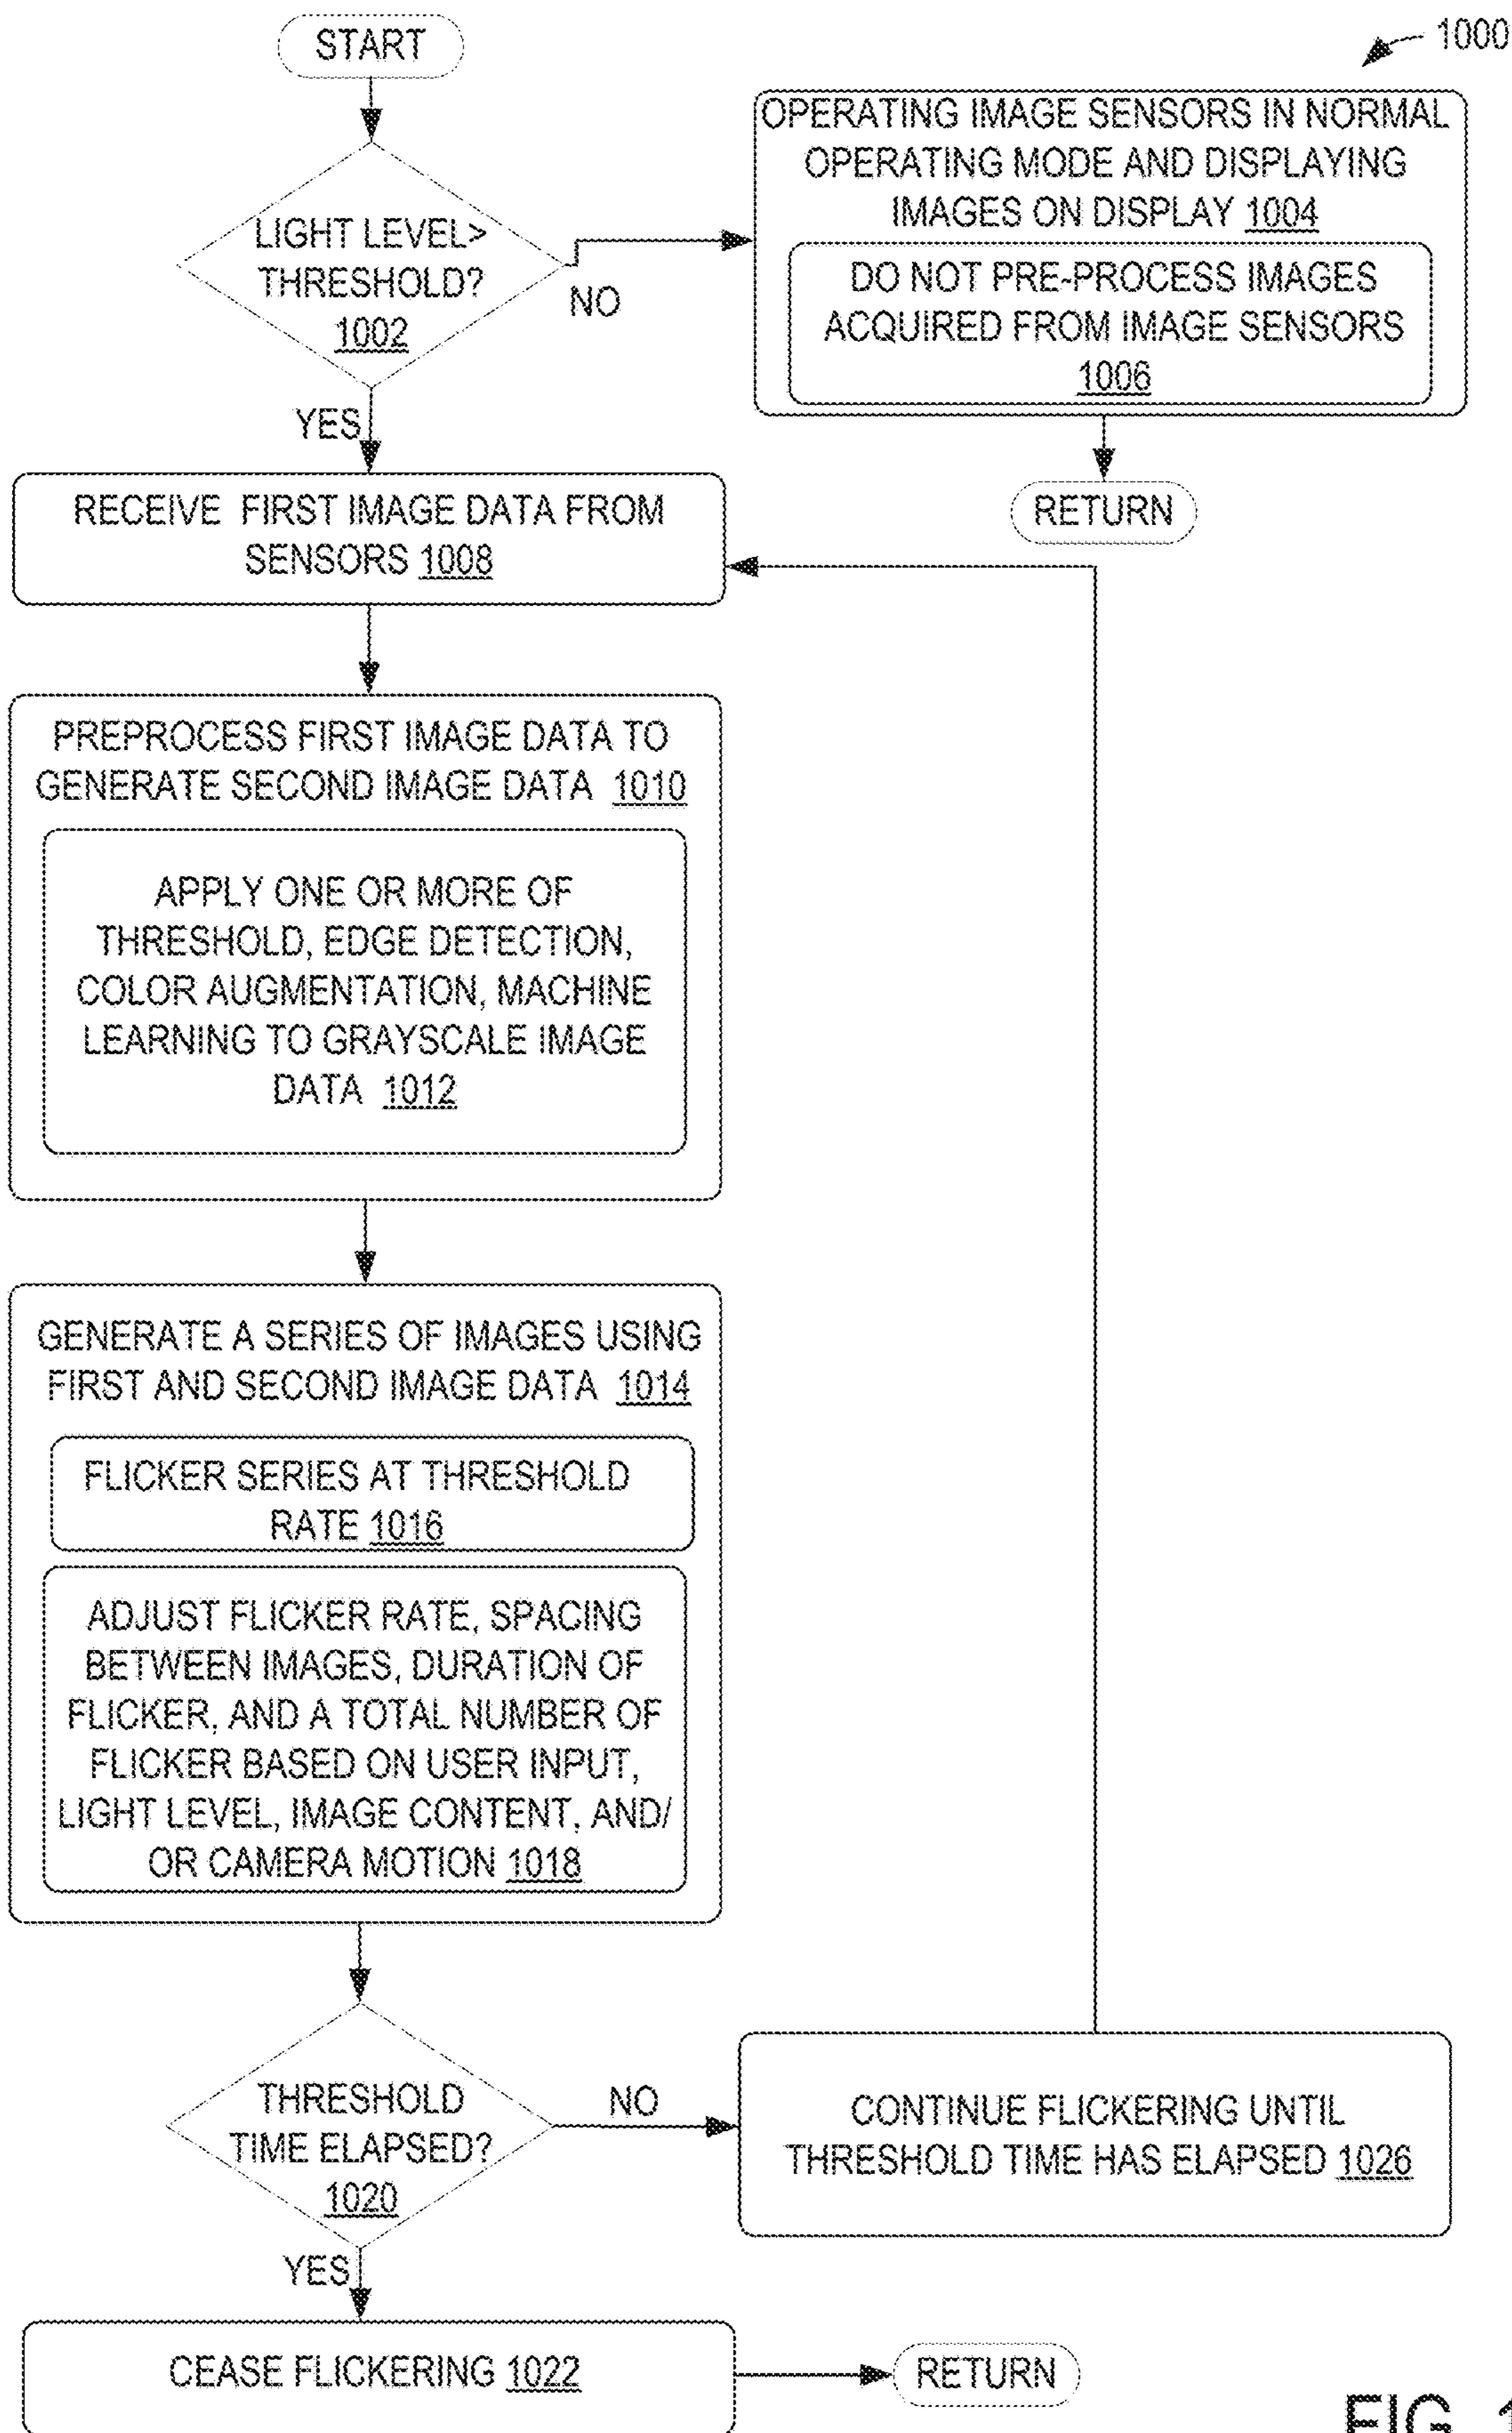 START
1000
LIGHT LEVEL>
THRESHOLD?
1002
NO
YES
OPERATING IMAGE SENSORS IN NORMAL
OPERATING MODE AND DISPLAYING
IMAGES ON DISPLAY 1004
DO NOT PRE-PROCESS IMAGES
ACQUIRED FROM IMAGE SENSORS
1006
RETURN
RECEIVE FIRST IMAGE DATA FROM
SENSORS 1008
PREPROCESS FIRST IMAGE DATA TO
GENERATE SECOND IMAGE DATA 1010
APPLY ONE OR MORE OF
THRESHOLD, EDGE DETECTION,
COLOR AUGMENTATION, MACHINE
LEARNING TO GRAYSCALE IMAGE
DATA 1012
GENERATE A SERIES OF IMAGES USING
FIRST AND SECOND IMAGE DATA 1014
FLICKER SERIES AT THRESHOLD
RATE 1016
ADJUST FLICKER RATE, SPACING
BETWEEN IMAGES, DURATION OF
FLICKER, AND A TOTAL NUMBER OF
FLICKER BASED ON USER INPUT,
LIGHT LEVEL, IMAGE CONTENT, AND/
OR CAMERA MOTION 1018
THRESHOLD
TIME ELAPSED?
1020
NO
YES
CONTINUE FLICKERING UNTIL
THRESHOLD TIME HAS ELAPSED 1026
CEASE FLICKERING 1022
RETURN
FIG.